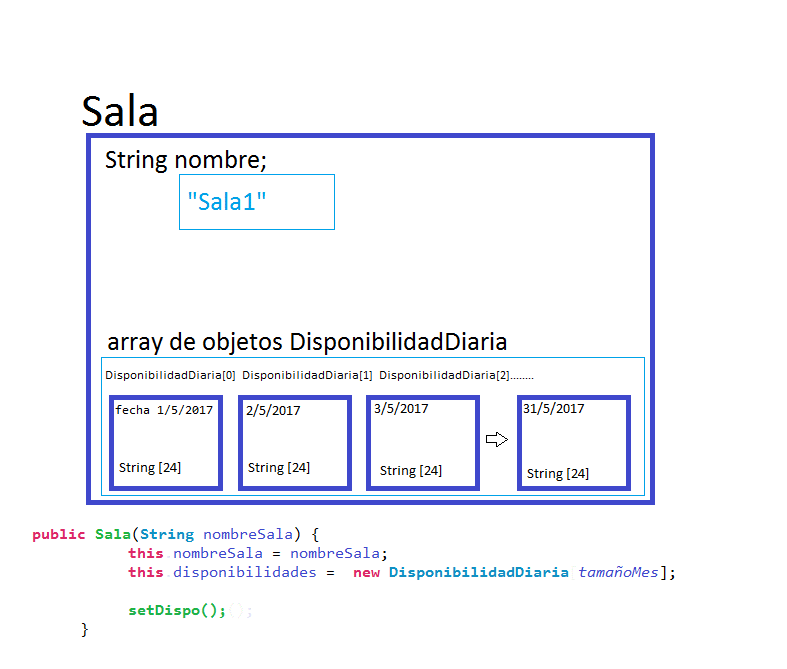 Sala
String nombre;
"Sala1"
array de objetos DisponibilidadDiaria
DisponibilidadDiaria[0] DisponibilidadDiaria[1] DisponibilidadDiaria[2]........
fecha 1/5/2017 2/5/2017 3/5/2017 31/5/2017
String [24] String [24] String [24] String [24]
public Sala(String nombreSala) {
this.nombreSala = nombreSala;
this.disponibilidades = new DisponibilidadDiaria tamañoMes];
setDispo();();
}